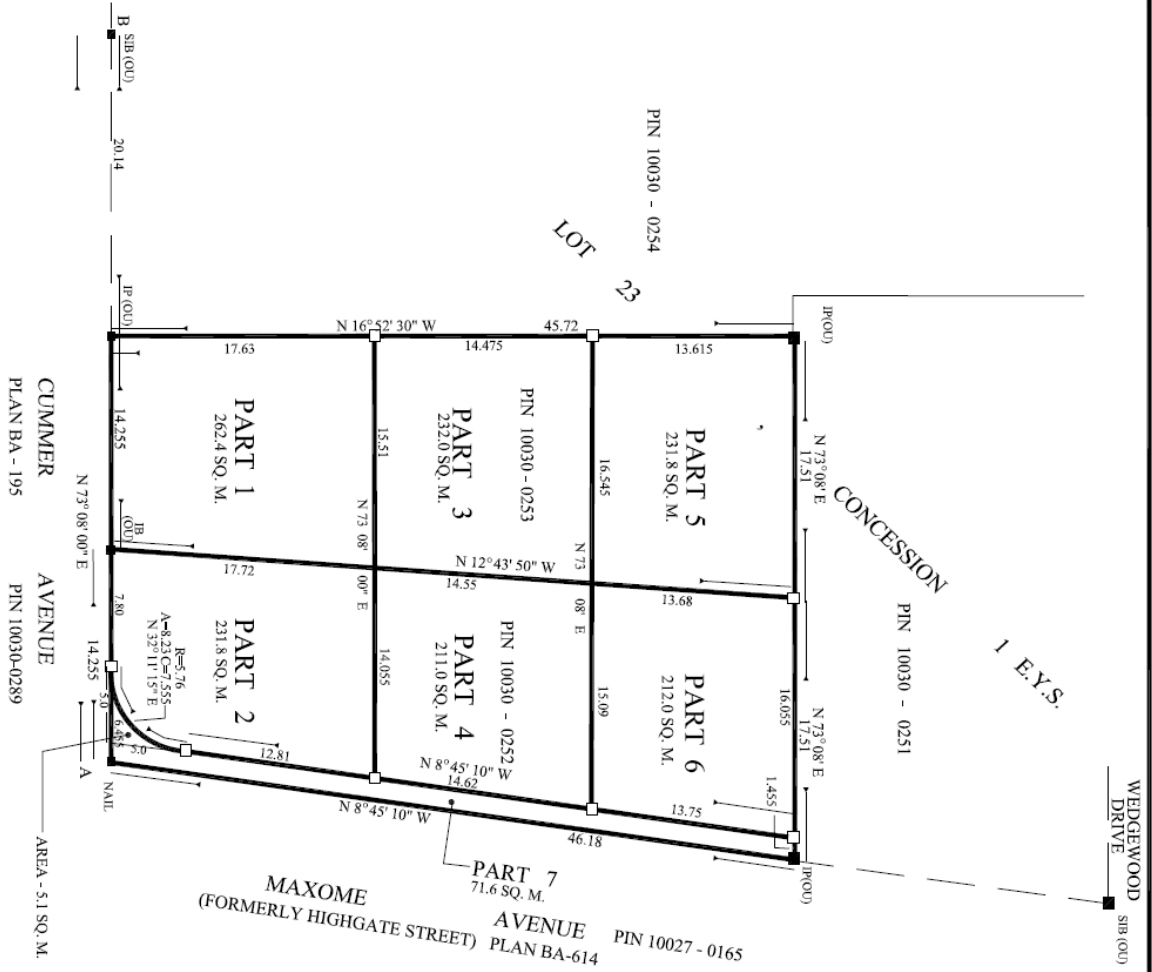 B
SIB (OU)
20.14
PIN 10030 - 0254
LOT 23
IP (OU)
IP(OU)
N 16°52' 30" W 45.72
17.63
14.475
13.615
PART 1
262.4 SQ. M.
14.255
15.51
PIN 10030 - 0253
PART 3
232.0 SQ. M.
16.545
PART 5
231.8 SQ. M.
,
N 73°08' E
17.51
CONCESSION 1 E.Y.S.
CUMMER AVENUE
PLAN BA - 195 PIN 10030-0289
N 73° 08' 00" E
IB
(OU)
N 73 08' 00" E
N 12°43' 50" W
N 73 08' E
17.72
14.55
13.68
7.80
PART 2
231.8 SQ. M.
R=5.76
A=8.23 C=7.555
N 32°11' 15" E
14.055
PIN 10030 - 0252
PART 4
211.0 SQ. M.
15.09
PART 6
212.0 SQ. M.
16.055
PIN 10030 - 0251
N 73°08' E
17.51
14.255
5.0
6.455
5.0
12.81
N 8°45' 10" W
14.62
13.75
1.455
A
NAIL
N 8°45' 10" W
46.18
IP(OU)
AREA - 5.1 SQ. M.
PART 7
71.6 SQ. M.
MAXOME AVENUE PIN 10027 - 0165
(FORMERLY HIGHGATE STREET) PLAN BA-614
WEDGEWOOD
DRIVE
SIB (OU)